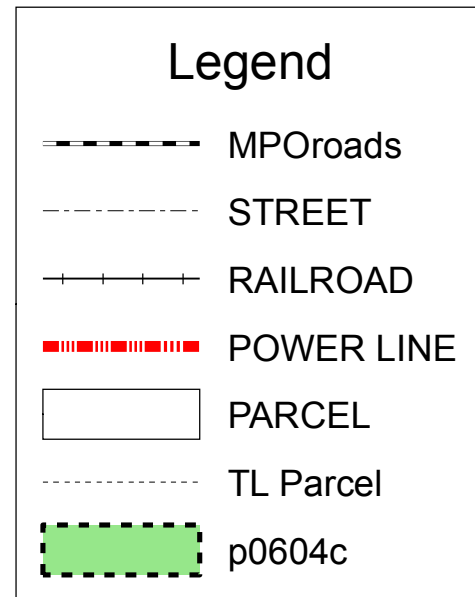 Legend
MPOroads
STREET
RAILROAD
POWER LINE
PARCEL
TL Parcel
p0604c